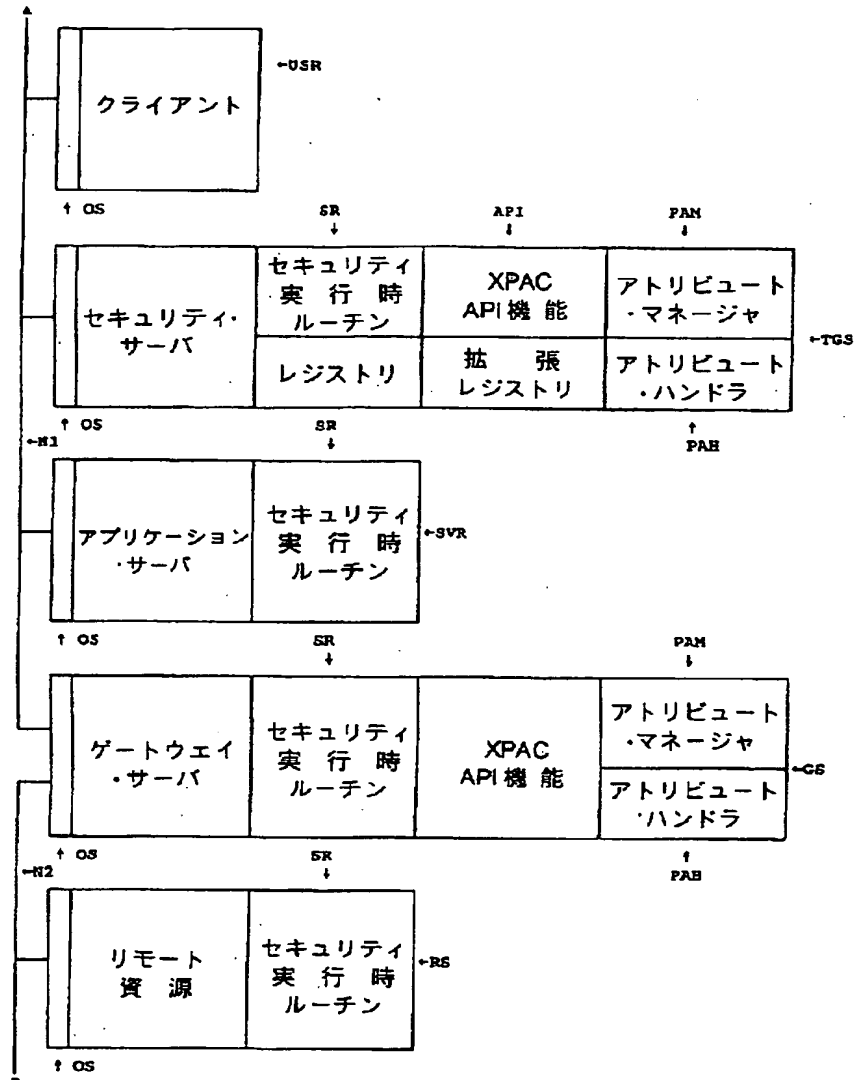 ←USR
クライアント
↑ OS
SR
↓
API
↓
PAM
↓
セキュリティ・
サーバ
セキュリティ
実行時
ルーチン
XPAC
API機能
アトリビュート
・マネージャ
レジストリ
拡張
レジストリ
アトリビュート
・ハンドラ
←TGS
↑ OS
↑
PAH
←N1
SR
↓
アプリケーション
・サーバ
セキュリティ
実行時
ルーチン
←SVR
↑ OS
SR
↓
PAM
↓
ゲートウェイ
・サーバ
セキュリティ
実行時
ルーチン
XPAC
API機能
アトリビュート
・マネージャ
アトリビュート
・ハンドラ
←GS
↑ OS
↑
PAH
←N2
SR
↓
リモート
資源
セキュリティ
実行時
ルーチン
←RS
↑ OS